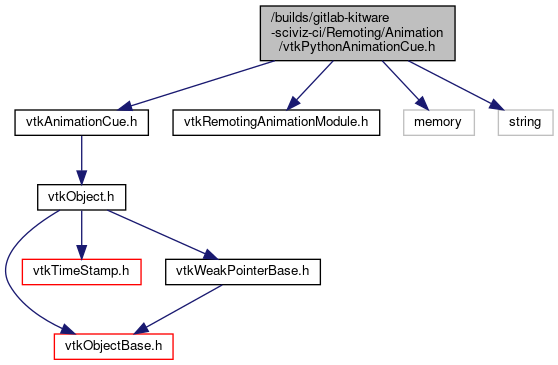 /builds/gitlab-kitware
-sciviz-ci/Remoting/Animation
/vtkPythonAnimationCue.h
vtkAnimationCue.h
vtkRemotingAnimationModule.h
memory
string
vtkObject.h
vtkTimeStamp.h
vtkWeakPointerBase.h
vtkObjectBase.h